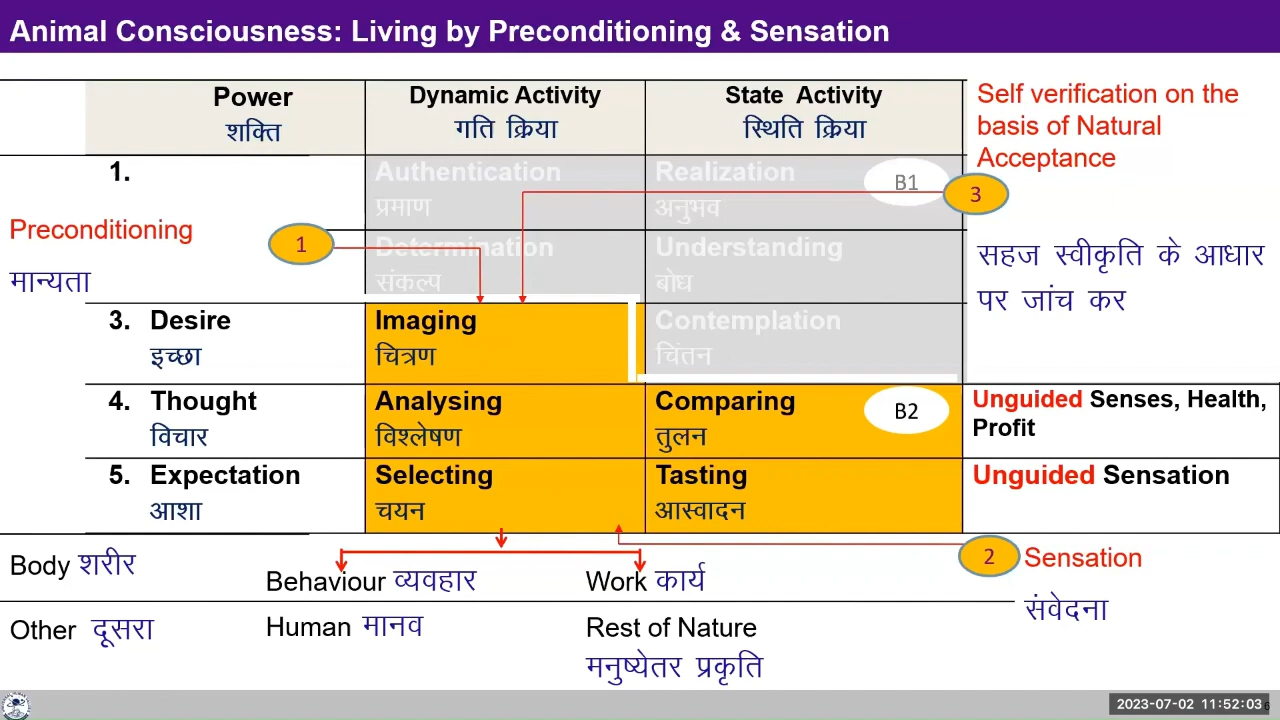 Animal Consciousness: Living by Preconditioning & Sensation
Power
शक्ति
Dynamic Activity
गति क्रिया
State Activity
स्थिति क्रिया
Self verification on the
basis of Natural
Acceptance
सहज स्वीकृति के आधार
पर जांच कर
1.
Authentication
प्रमाण
Realization
अनुभव
B1
3
Preconditioning
मान्यता
1
Determination
संकल्प
Understanding
बोध
3. Desire
इच्छा
Imaging
चित्रण
Contemplation
चिंतन
4. Thought
विचार
Analysing
विश्लेषण
Comparing
तुलन
B2
Unguided Senses, Health,
Profit
5. Expectation
आशा
Selecting
चयन
Tasting
आस्वादन
Unguided Sensation
Body शरीर
Behaviour व्यवहार
Work कार्य
2
Sensation
संवेदना
Other दूसरा
Human मानव
Rest of Nature
मनुष्येतर प्रकृति
2023-07-02 11:52:03
6